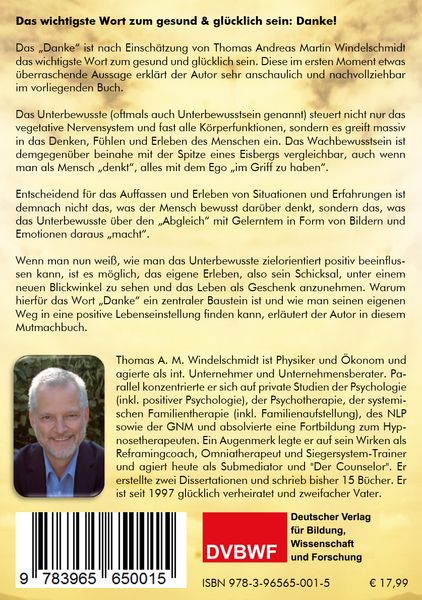 Das wichtigste Wort zum gesund & glücklich sein: Danke!
Das „Danke“ ist nach Einschätzung von Thomas Andreas Martin Windelschmidt
das wichtigste Wort zum gesund und glücklich sein. Diese im ersten Moment etwas
überraschende Aussage erklärt der Autor sehr anschaulich und nachvollziehbar
im vorliegenden Buch.
Das Unterbewusste (oftmals auch Unterbewusstsein genannt) steuert nicht nur das
vegetative Nervensystem und fast alle Körperfunktionen, sondern es greift massiv
in das Denken, Fühlen und Erleben des Menschen ein. Das Wachbewusstsein ist
demgegenüber beinahe mit der Spitze eines Eisbergs vergleichbar, auch wenn
man als Mensch „denkt“, alles mit dem Ego „im Griff zu haben“.
Entscheidend für das Auffassen und Erleben von Situationen und Erfahrungen ist
demnach nicht das, was der Mensch bewusst darüber denkt, sondern das, was
das Unterbewusste über den „Abgleich“ mit Gelerntem in Form von Bildern und
Emotionen daraus „macht“.
Wenn man nun weiß, wie man das Unterbewusste zielorientiert positiv beeinflus-
sen kann, ist es möglich, das eigene Erleben, also sein Schicksal, unter einem
neuen Blickwinkel zu sehen und das Leben als Geschenk anzunehmen. Warum
hierfür das Wort „Danke“ ein zentraler Baustein ist und wie man seinen eigenen
Weg in eine positive Lebenseinstellung finden kann, erläutert der Autor in diesem
Mutmachbuch.
Thomas A. M. Windelschmidt ist Physiker und Ökonom und
agierte als int. Unternehmer und Unternehmensberater. Pa-
rallel konzentrierte er sich auf private Studien der Psychologie
(inkl. positiver Psychologie), der Psychotherapie, der systemi-
schen Familientherapie (inkl. Familienaufstellung), des NLP
sowie der GNM und absolvierte eine Fortbildung zum Hyp-
nosetherapeuten. Ein Augenmerk legte er auf sein Wirken als
Reframingcoach, Omniatherapeut und Siegersystem-Trainer
und agiert heute als Submediator und "Der Counselor". Er
erstellte zwei Dissertationen und schrieb bisher 15 Bücher. Er
ist seit 1997 glücklich verheiratet und zweifacher Vater.
9 783965 650015
DVBWF
Deutscher Verlag
für Bildung,
Wissenschaft
und Forschung
ISBN 978-3-96565-001-5
€ 17,99